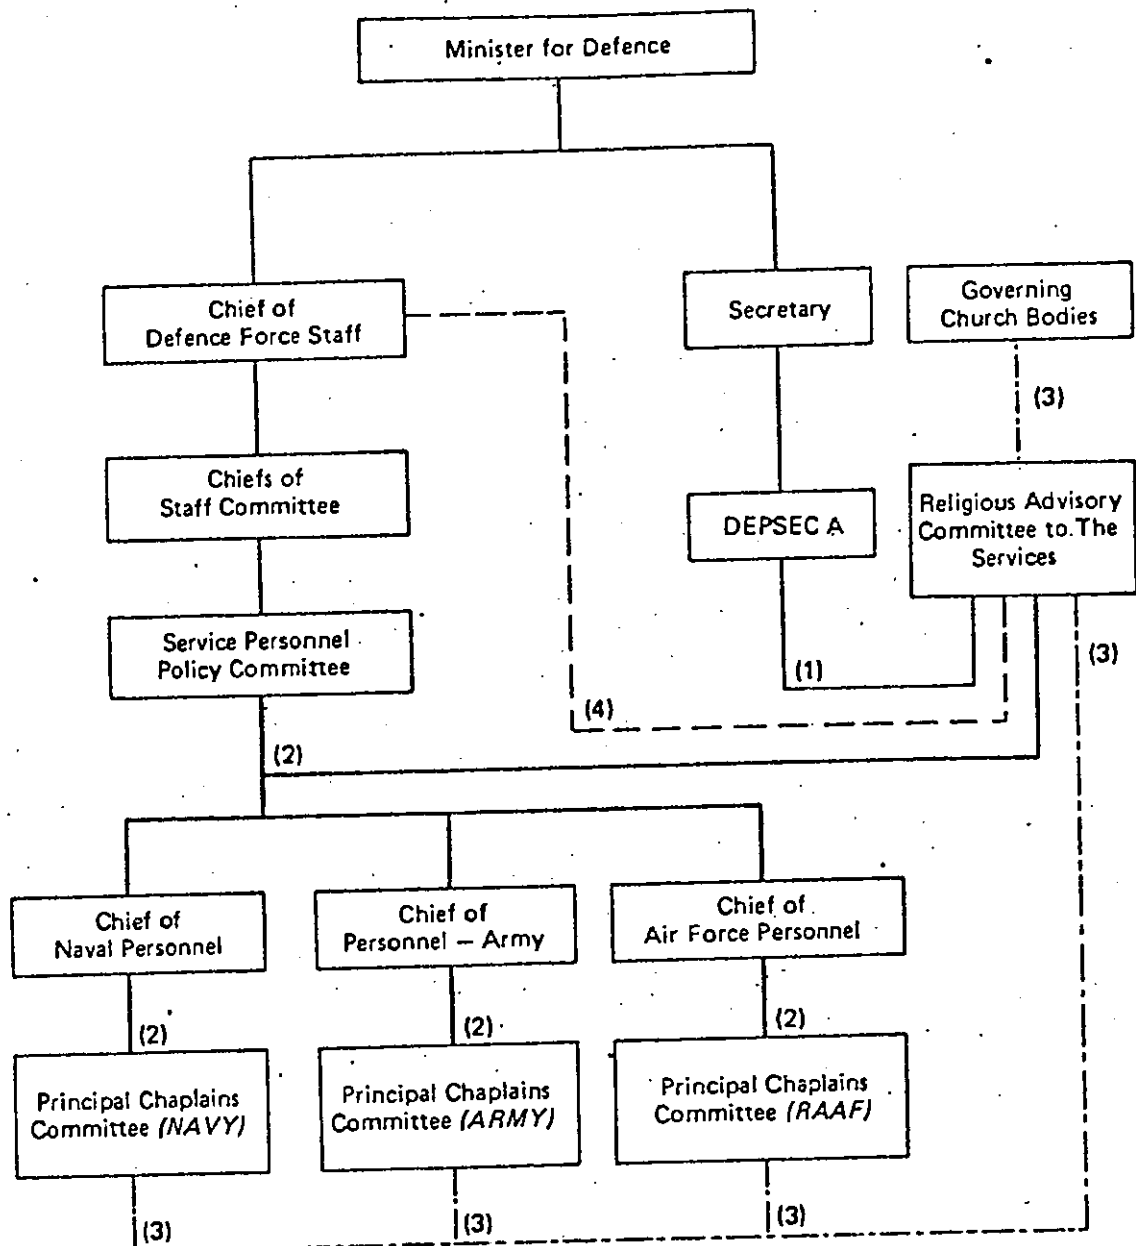 Minister for Defence
Chief of
Defence Force Staff
Secretary
Governing
Church Bodies
(3)
Chiefs of
Staff Committee
DEPSEC A
Religious Advisory
Committee to The
Services
Service Personnel
Policy Committee
(1)
(3)
(4)
(2)
Chief of
Naval Personnel
Chief of
Personnel – Army
Chief of
Air Force Personnel
(2)
(2)
(2)
Principal Chaplains
Committee (NAVY)
Principal Chaplains
Committee (ARMY)
Principal Chaplains
Committee (RAAF)
(3)
(3)
(3)